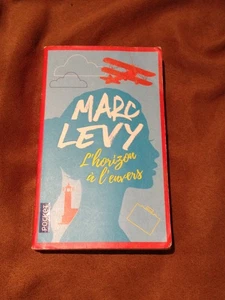 MARC
LEVY
L'horizon
à l'envers
POCKET